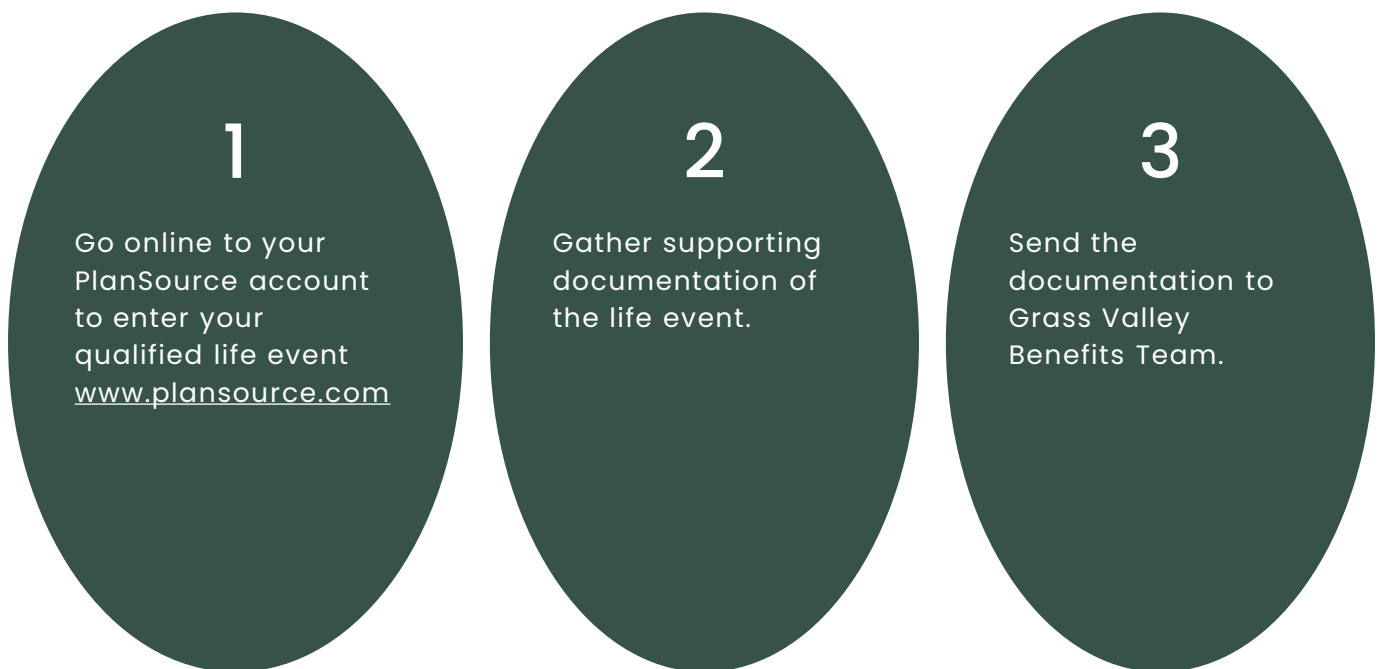 1
Go online to your
PlanSource account
to enter your
qualified life event
www.plansource.com
2
Gather supporting
documentation of
the life event.
3
Send the
documentation to
Grass Valley
Benefits Team.